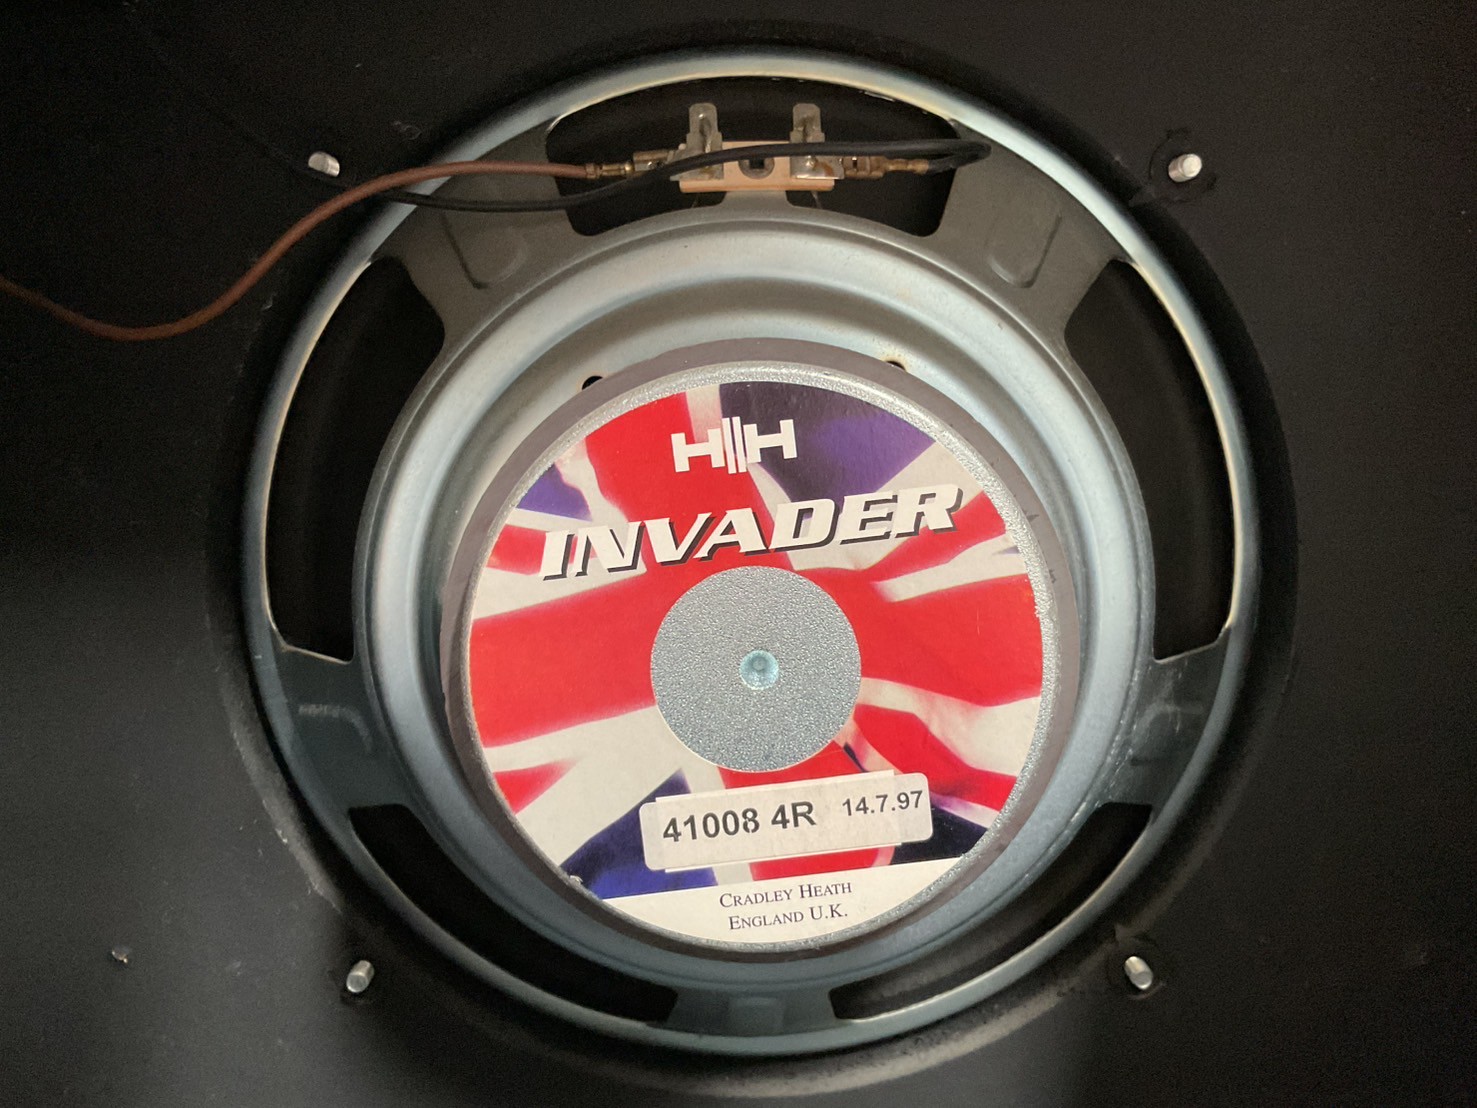 HH
INVADER
41008 4R 14.7.97
CRADLEY HEATH
ENGLAND U.K.